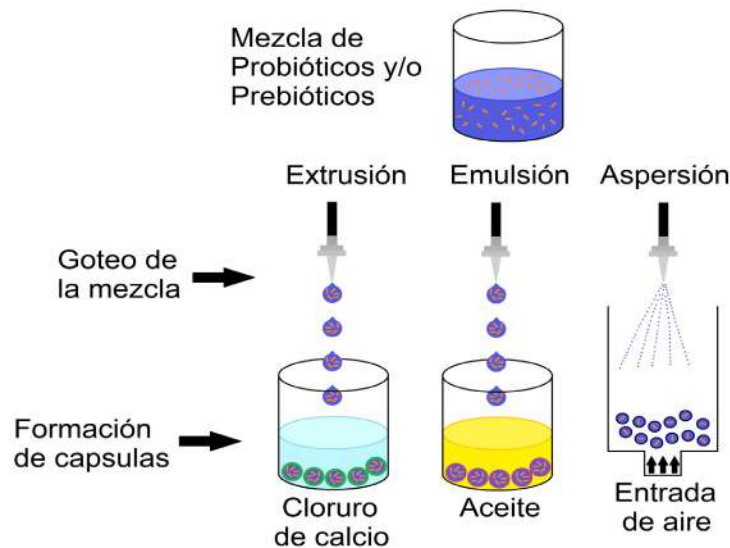 Mezcla de
Probióticos y/o
Prebióticos
Extrusión
Emulsión
Aspersión
Goteo de
la mezcla
Formación
de capsulas
Cloruro
de calcio
Aceite
Entrada
de aire